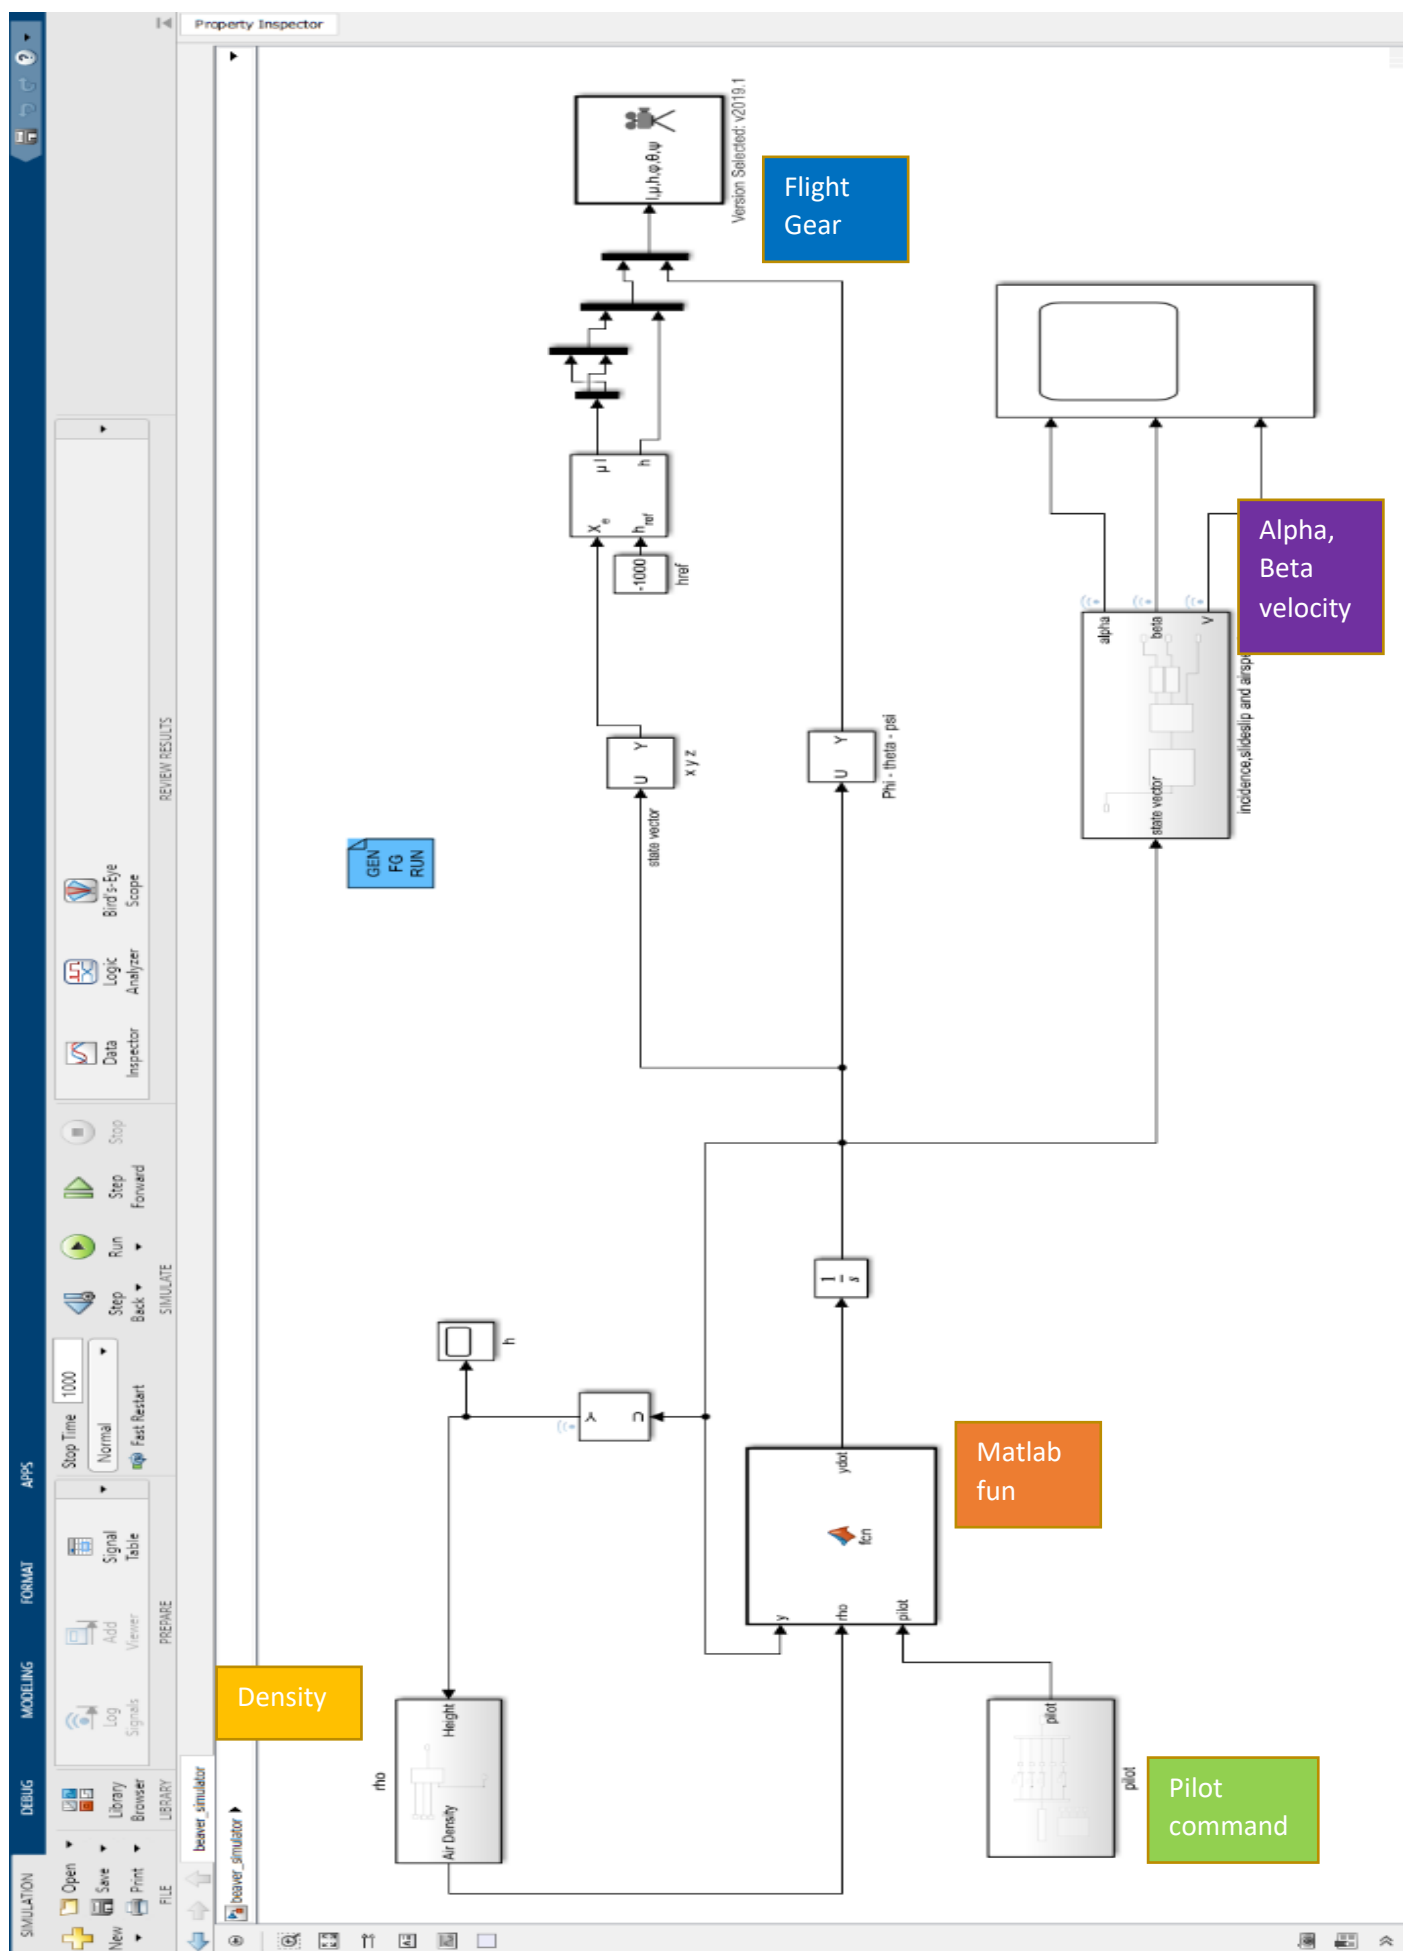 SIMULATION
DEBUG
MODELING
FORMAT
APPS
New
Open
Save
Print
FILE
Library
Browser
LIBRARY
Log
Signals
Add
Viewer
Signal
Table
PREPARE
Stop Time 1000
Normal
Fast Restart
Step
Back
Run
Step
Forward
Stop
SIMULATE
Data
Inspector
Logic
Analyzer
Bird's-Eye
Scope
REVIEW RESULTS
Property Inspector
beaver_simulator
beaver_simulator
Density
rho
Air Density
Height
h
U
Y
GEN
FG
RUN
state vector
U
Y
x y z
Xe
href
μ l
h
-1000
href
l,μ,h,φ,θ,ψ
Version Selected: v2019.1
Flight
Gear
y
rho
pilot
fcn
ydot
Matlab
fun
1
s
U
Y
Phi - theta - psi
pilot
pilot
Pilot
command
state vector
alpha
beta
V
incidence,slideslip and airspe
Alpha,
Beta
velocity